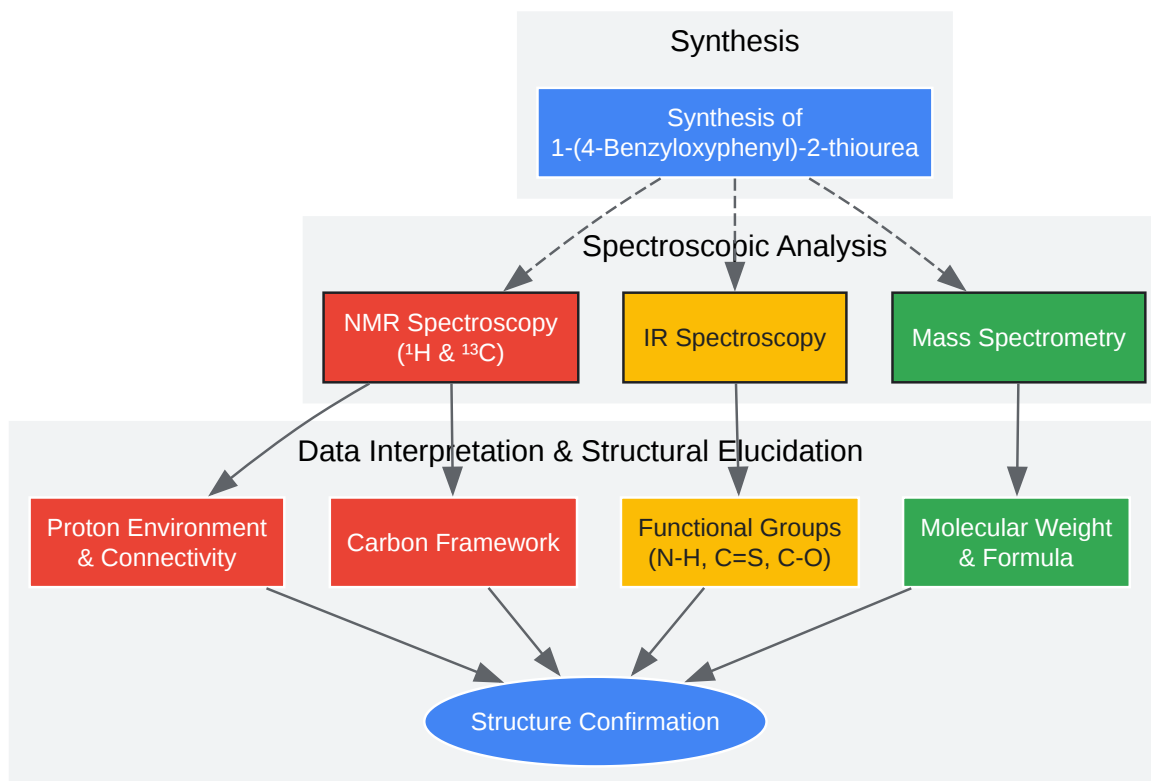 Synthesis
Synthesis of
1-(4-Benzyloxyphenyl)-2-thiourea
Spectroscopic Analysis
NMR Spectroscopy
(¹H & ¹³C)
IR Spectroscopy
Mass Spectrometry
Data Interpretation & Structural Elucidation
Proton Environment
& Connectivity
Carbon Framework
Functional Groups
(N-H, C=S, C-O)
Molecular Weight
& Formula
Structure Confirmation